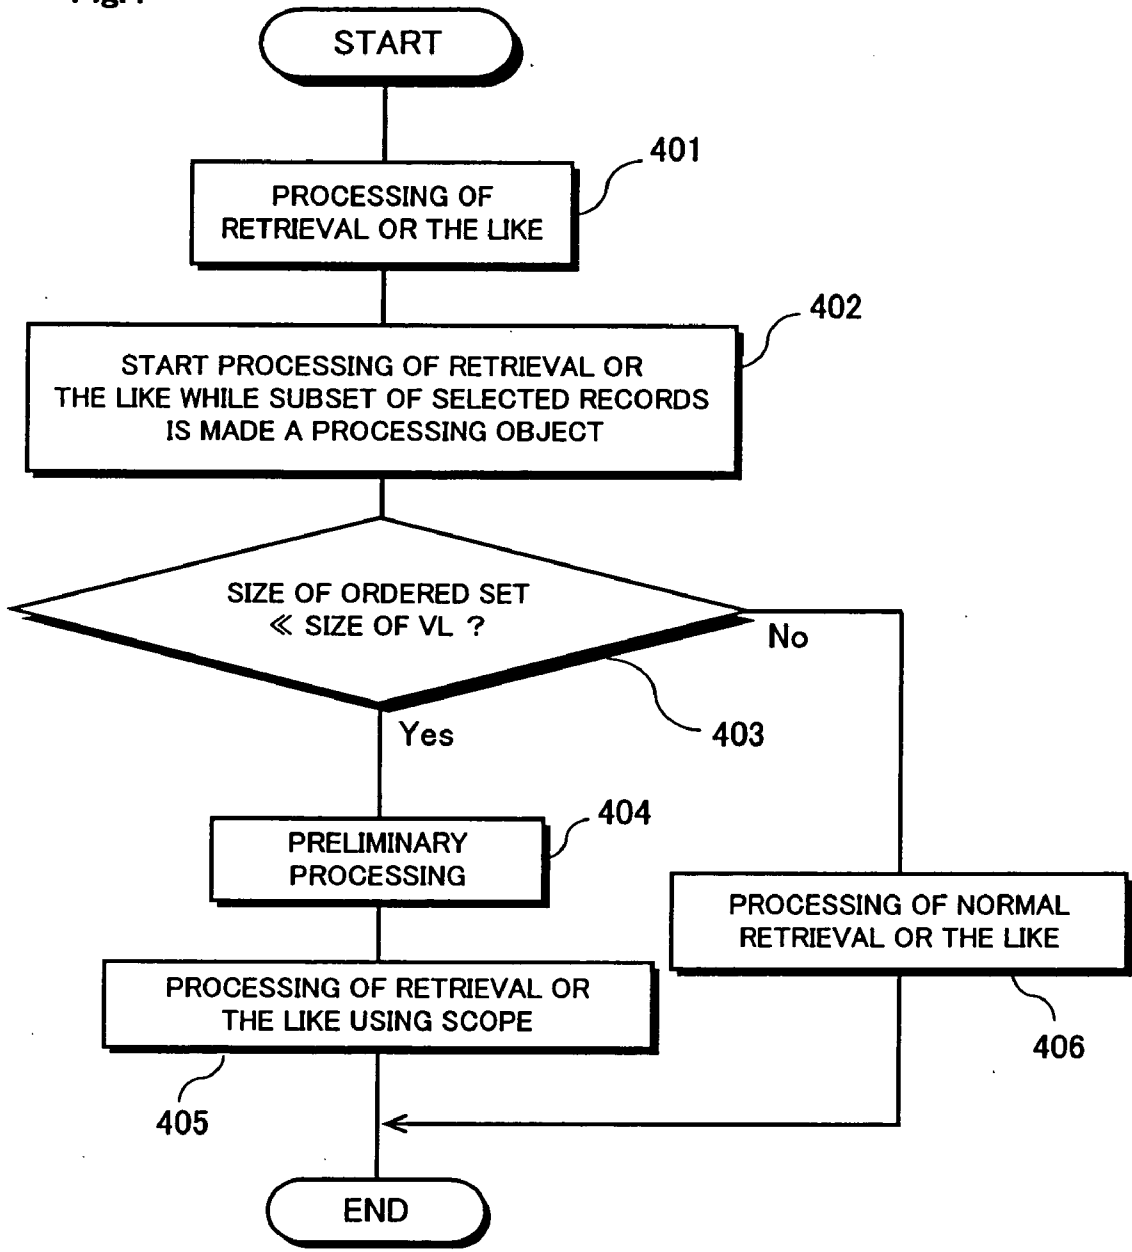 START
401
PROCESSING OF
RETRIEVAL OR THE LIKE
402
START PROCESSING OF RETRIEVAL OR
THE LIKE WHILE SUBSET OF SELECTED RECORDS
IS MADE A PROCESSING OBJECT
SIZE OF ORDERED SET
≪ SIZE OF VL ?
No
403
Yes
404
PRELIMINARY
PROCESSING
PROCESSING OF NORMAL
RETRIEVAL OR THE LIKE
PROCESSING OF RETRIEVAL OR
THE LIKE USING SCOPE
406
405
END